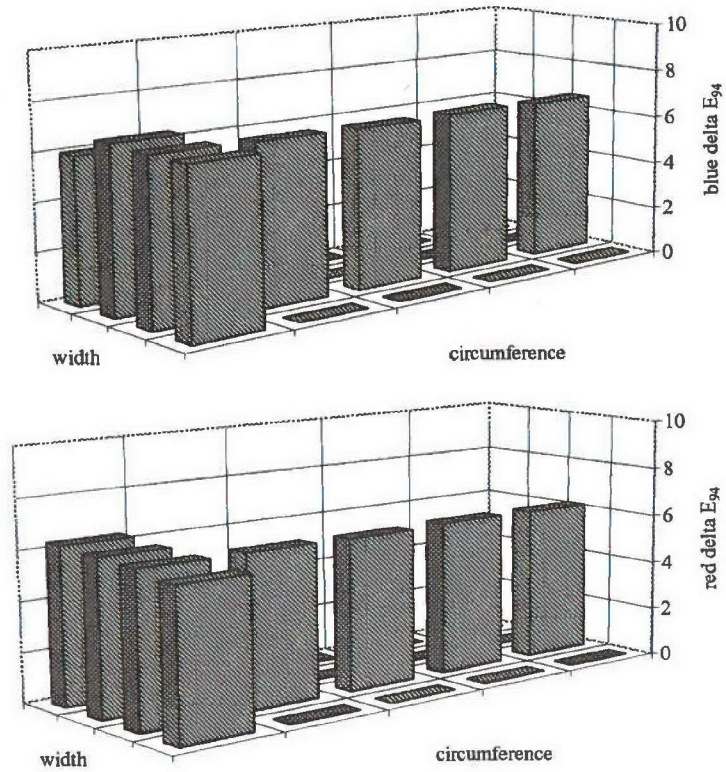 10
8
6
4
2
0
blue delta E₉₄
width
circumference
10
8
6
4
2
0
red delta E₉₄
width
circumference